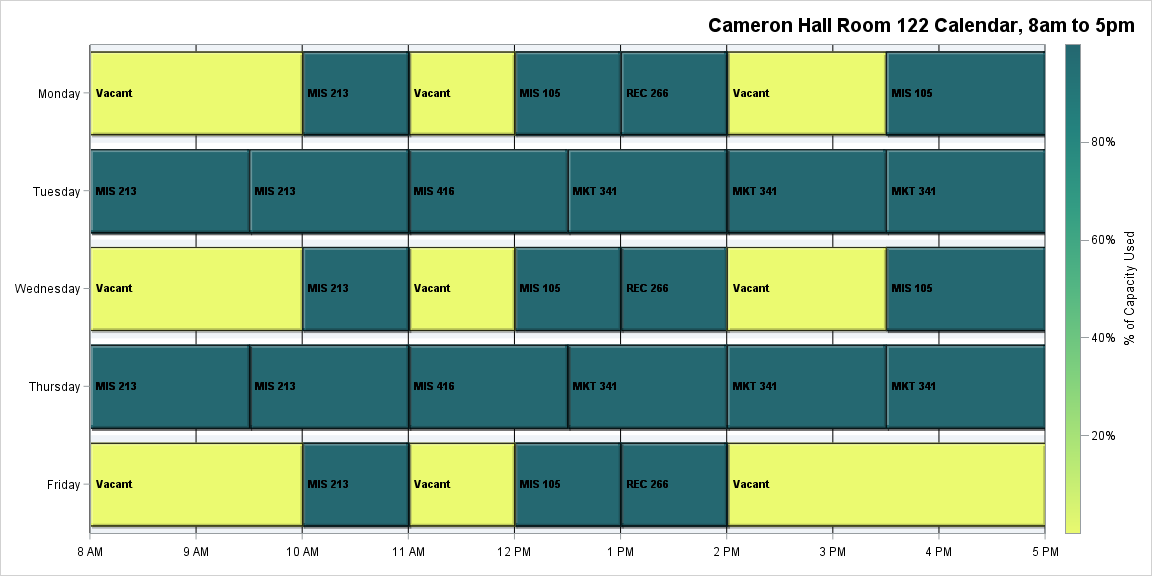 Cameron Hall Room 122 Calendar, 8am to 5pm
Monday Vacant MIS 213 Vacant MIS 105 REC 266 Vacant MIS 105
Tuesday MIS 213 MIS 213 MIS 416 MKT 341 MKT 341 MKT 341
Wednesday Vacant MIS 213 Vacant MIS 105 REC 266 Vacant MIS 105
Thursday MIS 213 MIS 213 MIS 416 MKT 341 MKT 341 MKT 341
Friday Vacant MIS 213 Vacant MIS 105 REC 266 Vacant
8 AM 9 AM 10 AM 11 AM 12 PM 1 PM 2 PM 3 PM 4 PM 5 PM
80%
60%
40%
20%
% of Capacity Used